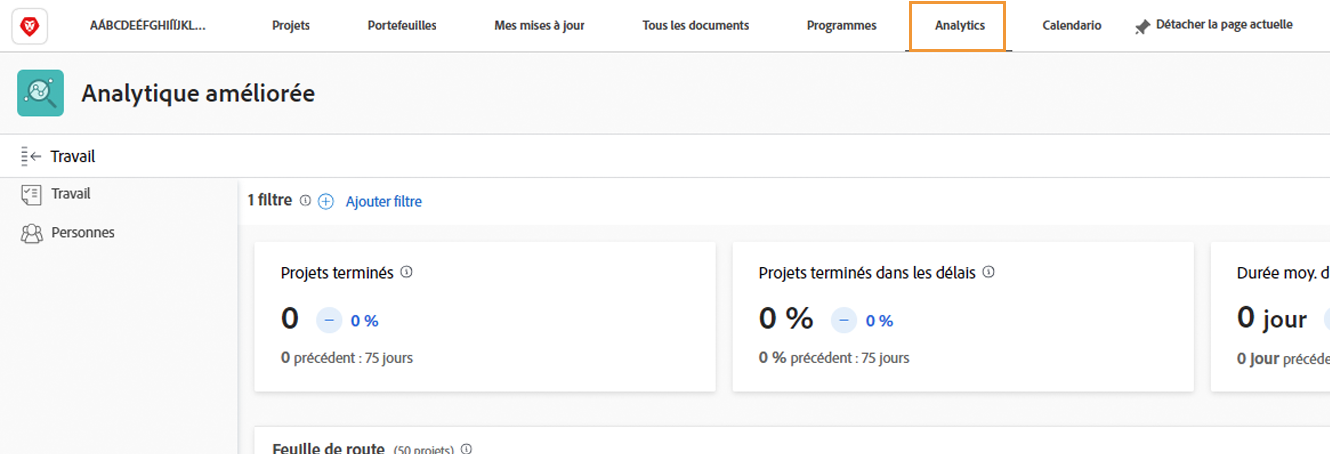 AÁBCDEÉFGHIÍÎJKL... Projets Portefeuilles Mes mises à jour Tous les documents Programmes Analytics Calendario Détacher la page actuelle
Analytique améliorée
Travail
Travail
Personnes
1 filtre Ajouter filtre
Projets terminés
0 0 %
0 précédent : 75 jours
Projets terminés dans les délais
0 % 0 %
0 % précédent : 75 jours
Durée moy. d
0 jour
0 jour précéde
Feuille de route (50 projets)